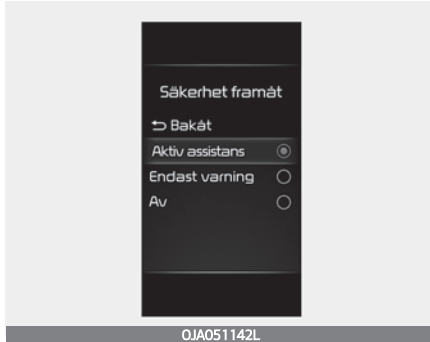 Säkerhet framåt
⮌ Bakåt
Aktiv assistans
Endast varning
Av
OJA051142L